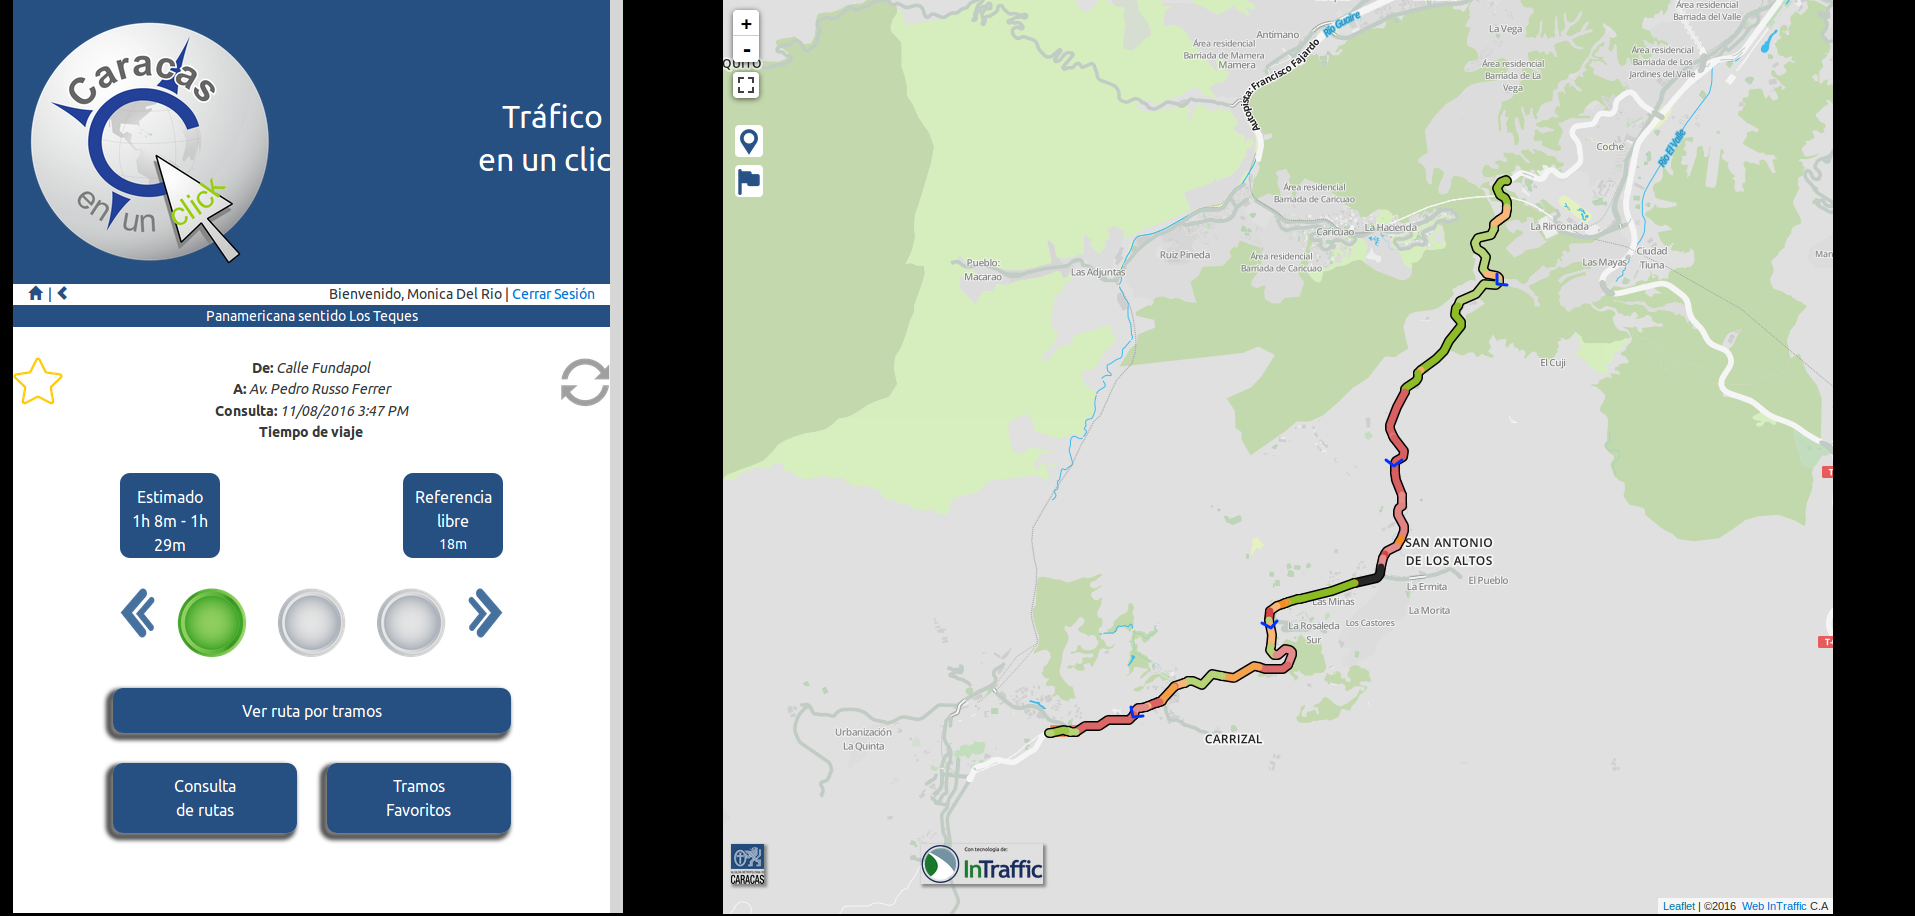 Caracas
en un click
Tráfico
en un clic
| 
Bienvenido, Monica Del Rio | Cerrar Sesión
Panamericana sentido Los Teques
De: Calle Fundapol
A: Av. Pedro Russo Ferrer
Consulta: 11/08/2016 3:47 PM
Tiempo de viaje
Estimado
1h 8m - 1h
29m
Referencia
libre
18m
Ver ruta por tramos
Consulta
de rutas
Tramos
Favoritos
+
-
QUITO
Antimano
Área residencial
Barriada de Mamera
Mamera
Autopista: Francisco Fajardo
Río Guaire
La Vega
Área residencial
Barriada de La
Vega
Área residencial
Barriada del Valle
Área residencial
Barriada de Los
Jardines del Valle
Río El Valle
Coche
Área residencial
Barriada de Caricuao
Caricuao
La Hacienda
La Rinconada
Ruiz Pineda
Área residencial
Barriada de Caricuao
Pueblo:
Macarao
Las Adjuntas
Las Mayas
Ciudad
Tiuna
Man
El Cuji
T
SAN ANTONIO
DE LOS ALTOS
El Pueblo
La Ermita
Las Minas
La Morita
La Rosaleda
Sur
Los Castores
T-
Urbanización
La Quinta
CARRIZAL
CARACAS
Con tecnología de:
InTraffic
Leaflet | ©2016 Web InTraffic C.A